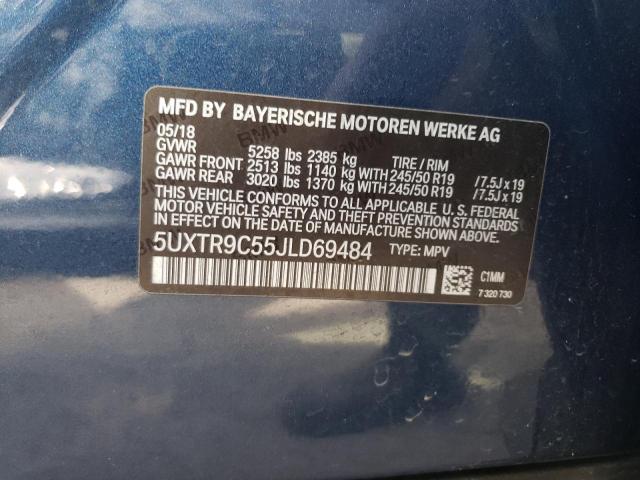 MFD BY BAYERISCHE MOTOREN WERKE AG
05/18
GVWR 5258 lbs 2385 kg TIRE / RIM
GAWR FRONT 2513 lbs 1140 kg WITH 245/50 R19 /7.5J x 19
GAWR REAR 3020 lbs 1370 kg WITH 245/50 R19 /7.5J x 19
THIS VEHICLE CONFORMS TO ALL APPLICABLE U. S. FEDERAL
MOTOR VEHICLE SAFETY AND THEFT PREVENTION STANDARDS
IN EFFECT ON THE DATE OF MANUFACTURE SHOWN ABOVE.
5UXTR9C55JLD69484 TYPE: MPV
C1MM
7 320 730